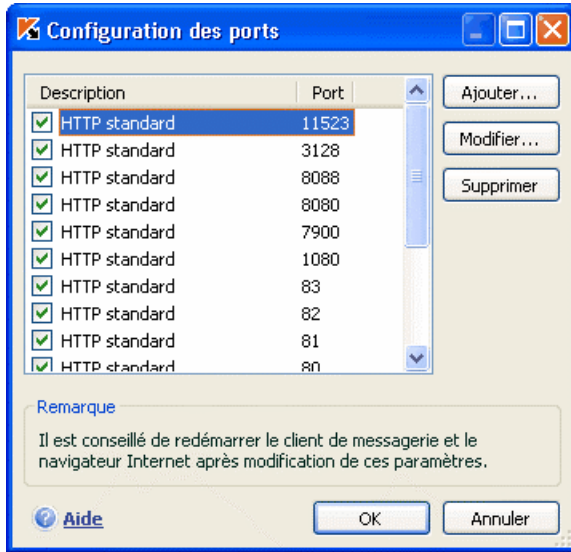 Configuration des ports
Description Port
HTTP standard 11523
HTTP standard 3128
HTTP standard 8088
HTTP standard 8080
HTTP standard 7900
HTTP standard 1080
HTTP standard 83
HTTP standard 82
HTTP standard 81
HTTP standard 80
Ajouter...
Modifier...
Supprimer
Remarque
Il est conseillé de redémarrer le client de messagerie et le
navigateur Internet après modification de ces paramètres.
Aide
OK
Annuler